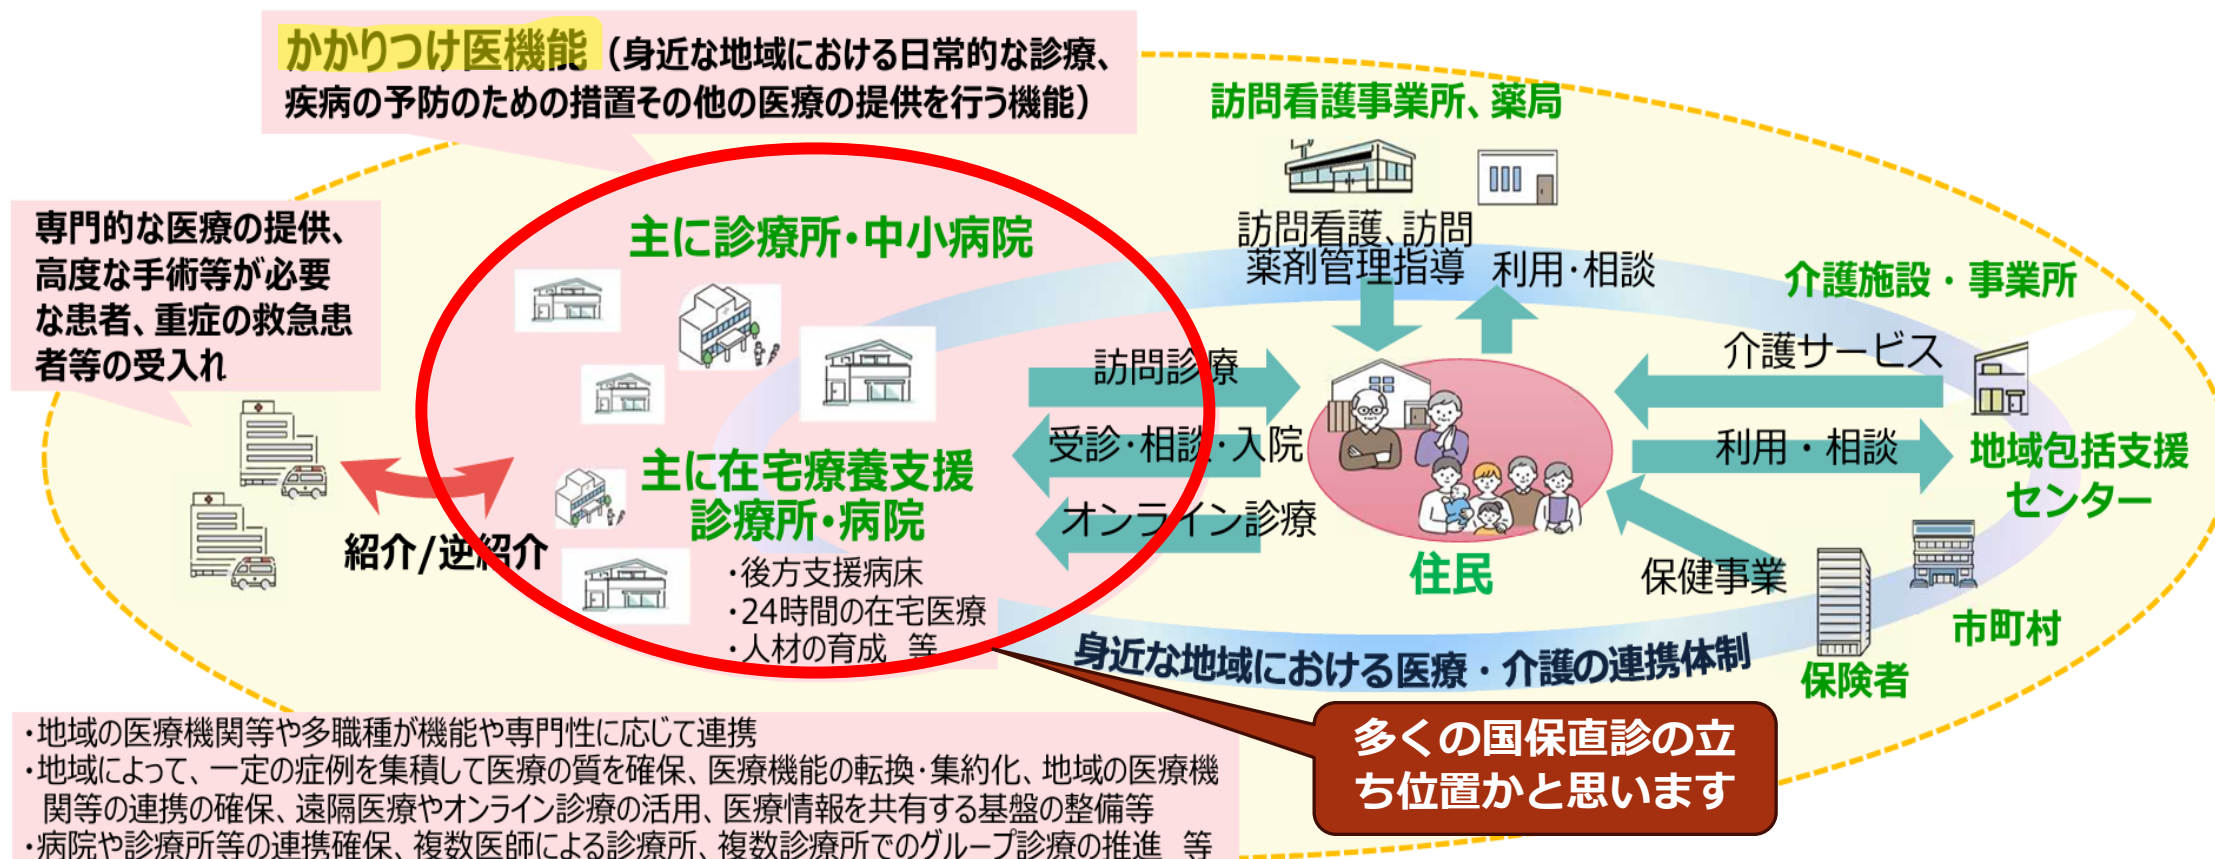 かかりつけ医機能（身近な地域における日常的な診療、
疾病の予防のための措置その他の医療の提供を行う機能）
専門的な医療の提供、
高度な手術等が必要
な患者、重症の救急患
者等の受入れ
紹介/逆紹介
主に診療所・中小病院
主に在宅療養支援
診療所・病院
・後方支援病床
・24時間の在宅医療
・人材の育成　等
訪問診療
受診・相談・入院
オンライン診療
訪問看護事業所、薬局
訪問看護、訪問
薬剤管理指導
利用・相談
住民
介護施設・事業所
介護サービス
利用・相談
地域包括支援
センター
保健事業
市町村
保険者
身近な地域における医療・介護の連携体制
多くの国保直診の立
ち位置かと思います
・地域の医療機関等や多職種が機能や専門性に応じて連携
・地域によって、一定の症例を集積して医療の質を確保、医療機能の転換・集約化、地域の医療機
関等の連携の確保、遠隔医療やオンライン診療の活用、医療情報を共有する基盤の整備等
・病院や診療所等の連携確保、複数医師による診療所、複数診療所でのグループ診療の推進　等